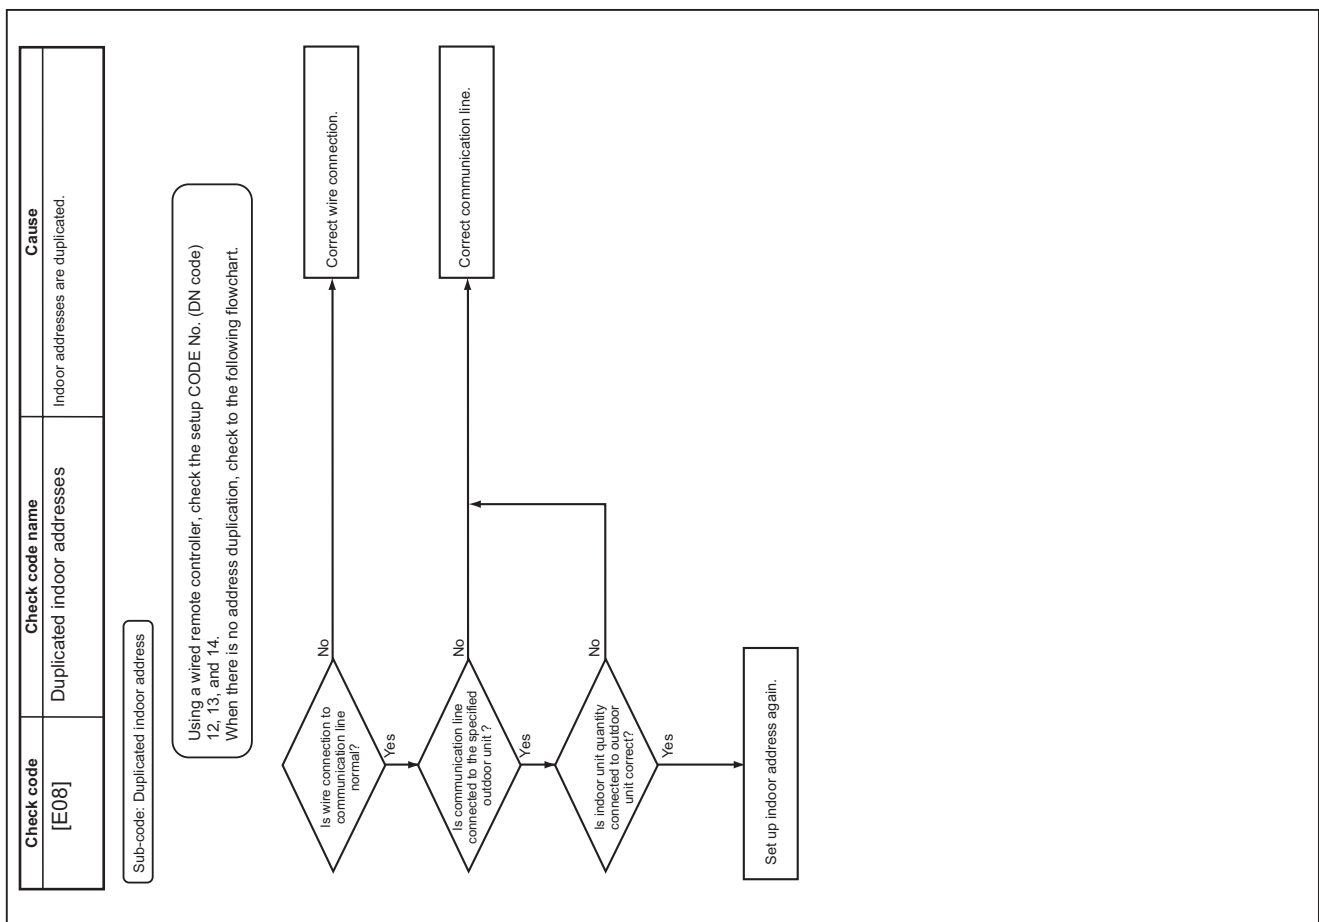 Check code
Check code name
Cause
[E08]
Duplicated indoor addresses
Indoor addresses are duplicated.
Sub-code: Duplicated indoor address
Using a wired remote controller, check the setup CODE No. (DN code)
12, 13, and 14.
When there is no address duplication, check to the following flowchart.
Is wire connection to
communication line
normal?
No
Correct wire connection.
Yes
Is communication line
connected to the specified
outdoor unit ?
No
Correct communication line.
Yes
Is indoor unit quantity
connected to outdoor
unit correct?
No
Yes
Set up indoor address again.